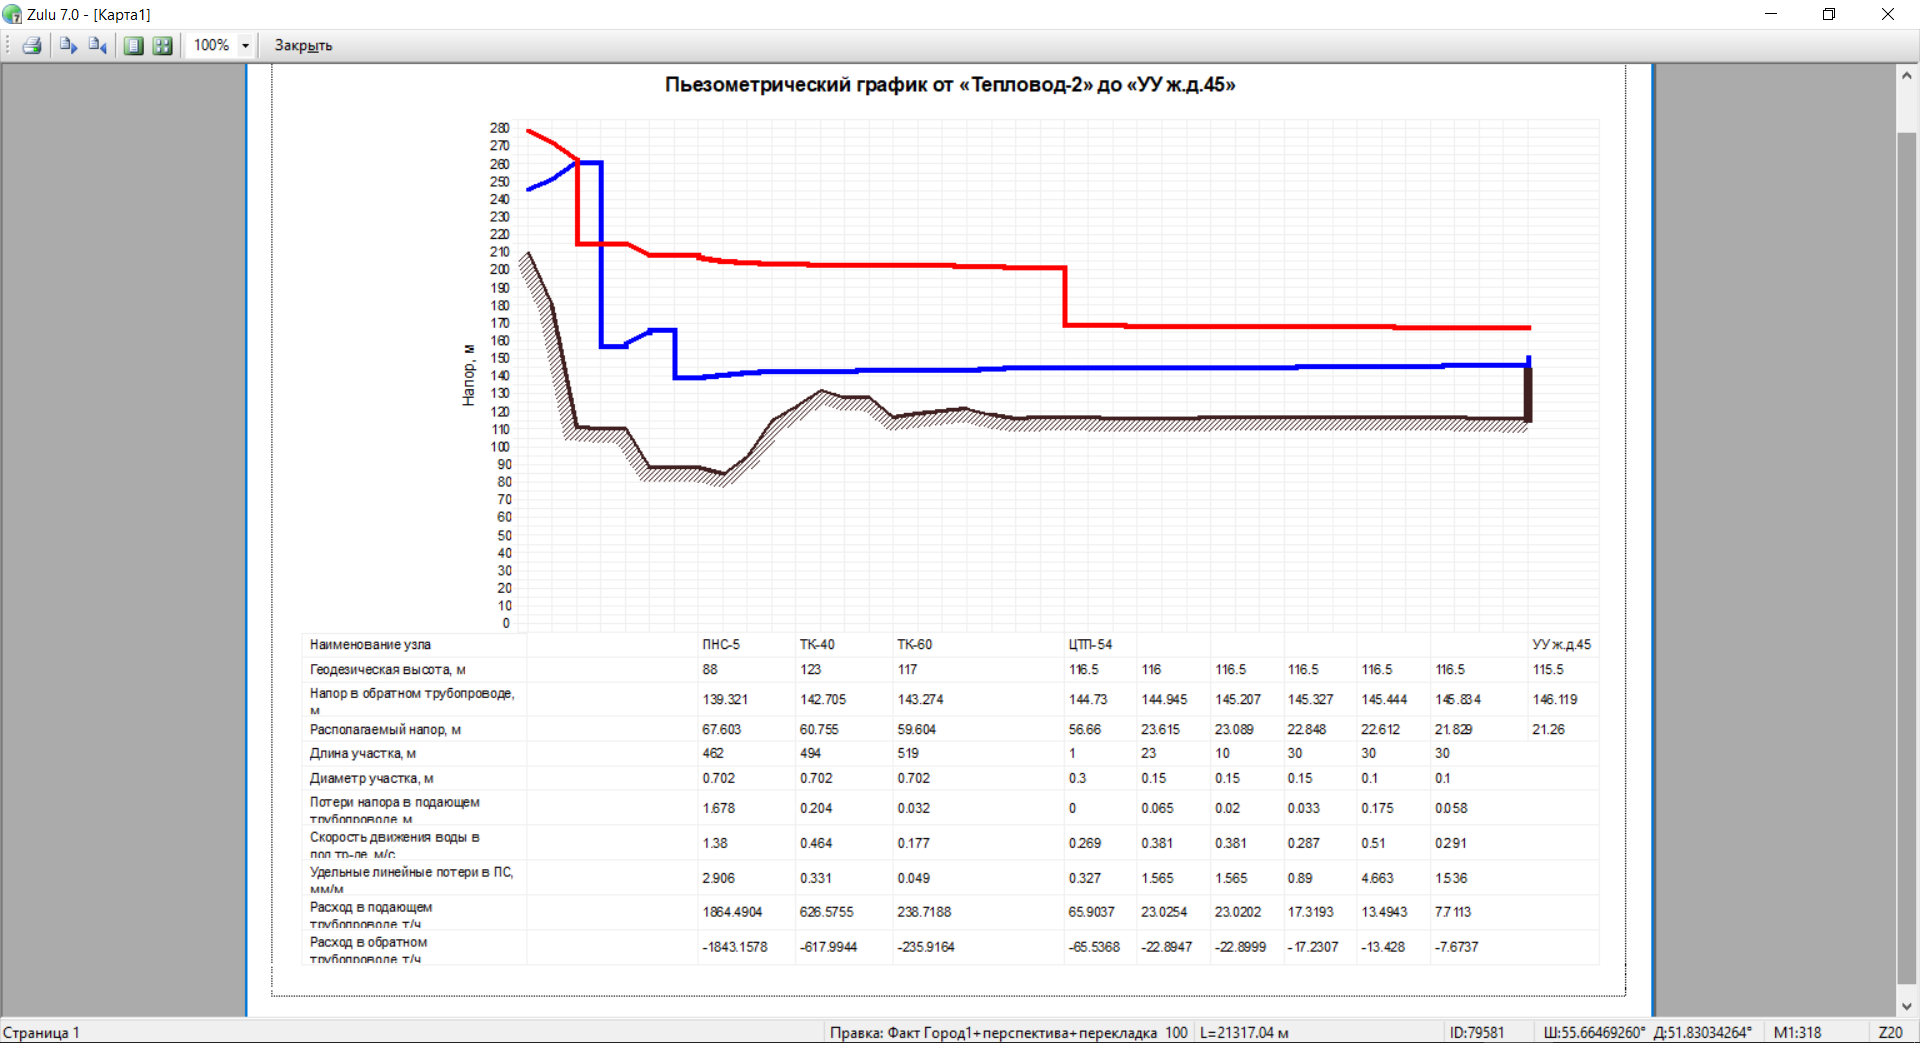 Zulu 7.0 - [Карта1]
100% Закрыть
Пьезометрический график от «Тепловод-2» до «УУ ж.д.45»
280
270
260
250
240
230
220
210
200
190
180
170
160
150
140
130
120
110
100
90
80
70
60
50
40
30
20
10
0
Напор, м
Наименование узла ПНС-5 ТК-40 ТК-60 ЦТП-54 УУ ж.д.45
Геодезическая высота, м 88 123 117 116.5 116 116.5 116.5 116.5 116.5 115.5
Напор в обратном трубопроводе, м 139.321 142.705 143.274 144.73 144.945 145.207 145.327 145.444 145.834 146.119
Располагаемый напор, м 67.603 60.755 59.604 56.66 23.615 23.089 22.848 22.612 21.829 21.26
Длина участка, м 462 494 519 1 23 10 30 30 30
Диаметр участка, м 0.702 0.702 0.702 0.3 0.15 0.15 0.15 0.1 0.1
Потери напора в подающем трубопроводе, м 1.678 0.204 0.032 0 0.065 0.02 0.033 0.175 0.058
Скорость движения воды в под.тр-де, м/с 1.38 0.464 0.177 0.269 0.381 0.381 0.287 0.51 0.291
Удельные линейные потери в ПС, мм/м 2.906 0.331 0.049 0.327 1.565 1.565 0.89 4.663 1.536
Расход в подающем трубопроводе, т/ч 1864.4904 626.5755 238.7188 65.9037 23.0254 23.0202 17.3193 13.4943 7.7113
Расход в обратном трубопроводе, т/ч -1843.1578 -617.9944 -235.9164 -65.5368 -22.8947 -22.8999 -17.2307 -13.428 -7.6737
Страница 1 Правка: Факт Город1+перспектива+перекладка 100 L=21317.04 м ID:79581 Ш:55.66469260° Д:51.83034264° М1:318 Z20